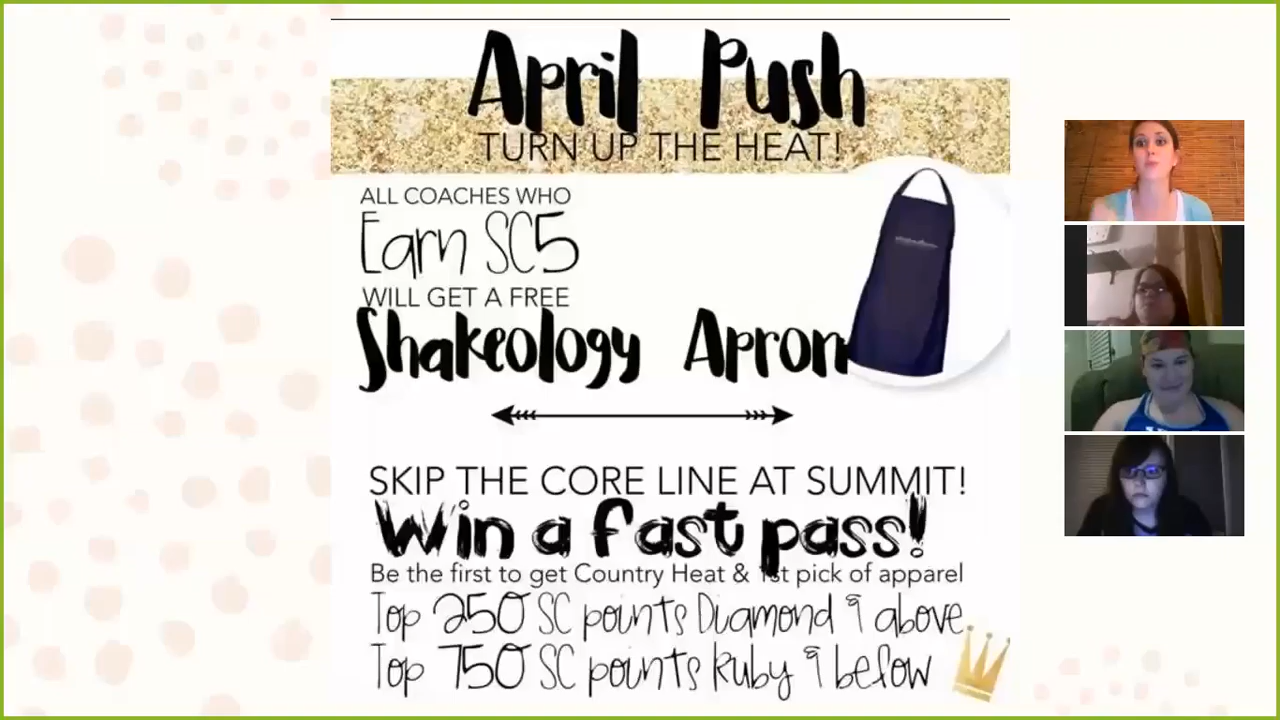 April Push
TURN UP THE HEAT!
ALL COACHES WHO
Earn SC5
WILL GET A FREE
Shakeology Apron
SKIP THE CORE LINE AT SUMMIT!
Win a fast pass!
Be the first to get Country Heat & 1st pick of apparel
Top 250 SC points Diamond & above
Top 750 SC points Ruby & below